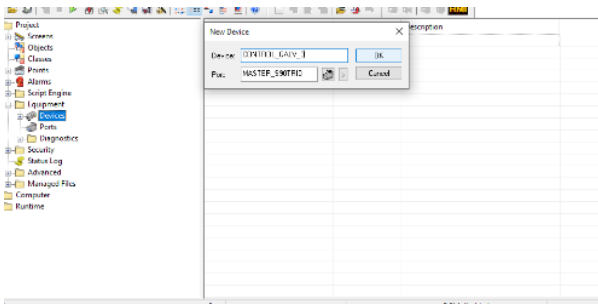 Project
Screens
Objects
Classes
Points
Alarms
Script Engine
Equipment
Devices
Ports
Diagnostics
Security
Status Log
Advanced
Managed Files
Computer
Runtime
New Device
Device:
OK
Port:
Cancel